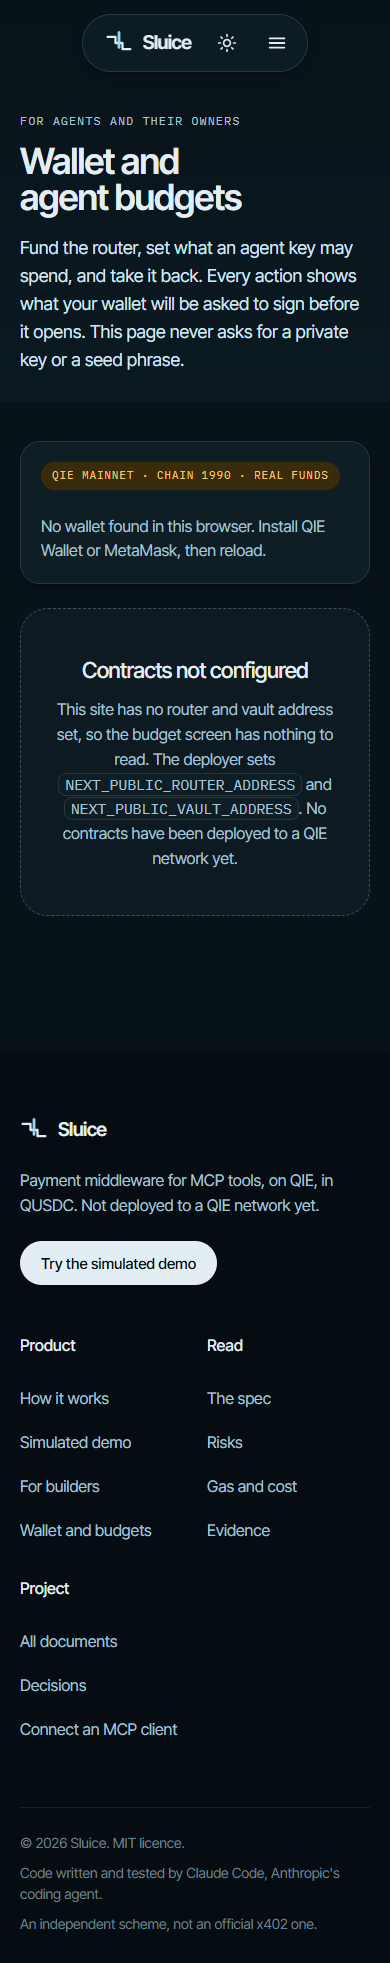 Sluice
FOR AGENTS AND THEIR OWNERS
Wallet and
agent budgets
Fund the router, set what an agent key may
spend, and take it back. Every action shows
what your wallet will be asked to sign before
it opens. This page never asks for a private
key or a seed phrase.
QIE MAINNET · CHAIN 1990 · REAL FUNDS
No wallet found in this browser. Install QIE
Wallet or MetaMask, then reload.
Contracts not configured
This site has no router and vault address
set, so the budget screen has nothing to
read. The deployer sets
NEXT_PUBLIC_ROUTER_ADDRESS and
NEXT_PUBLIC_VAULT_ADDRESS. No
contracts have been deployed to a QIE
network yet.
Sluice
Payment middleware for MCP tools, on QIE, in
QUSDC. Not deployed to a QIE network yet.
Try the simulated demo
Product
How it works
Simulated demo
For builders
Wallet and budgets
Read
The spec
Risks
Gas and cost
Evidence
Project
All documents
Decisions
Connect an MCP client
© 2026 Sluice. MIT licence.
Code written and tested by Claude Code, Anthropic's
coding agent.
An independent scheme, not an official x402 one.